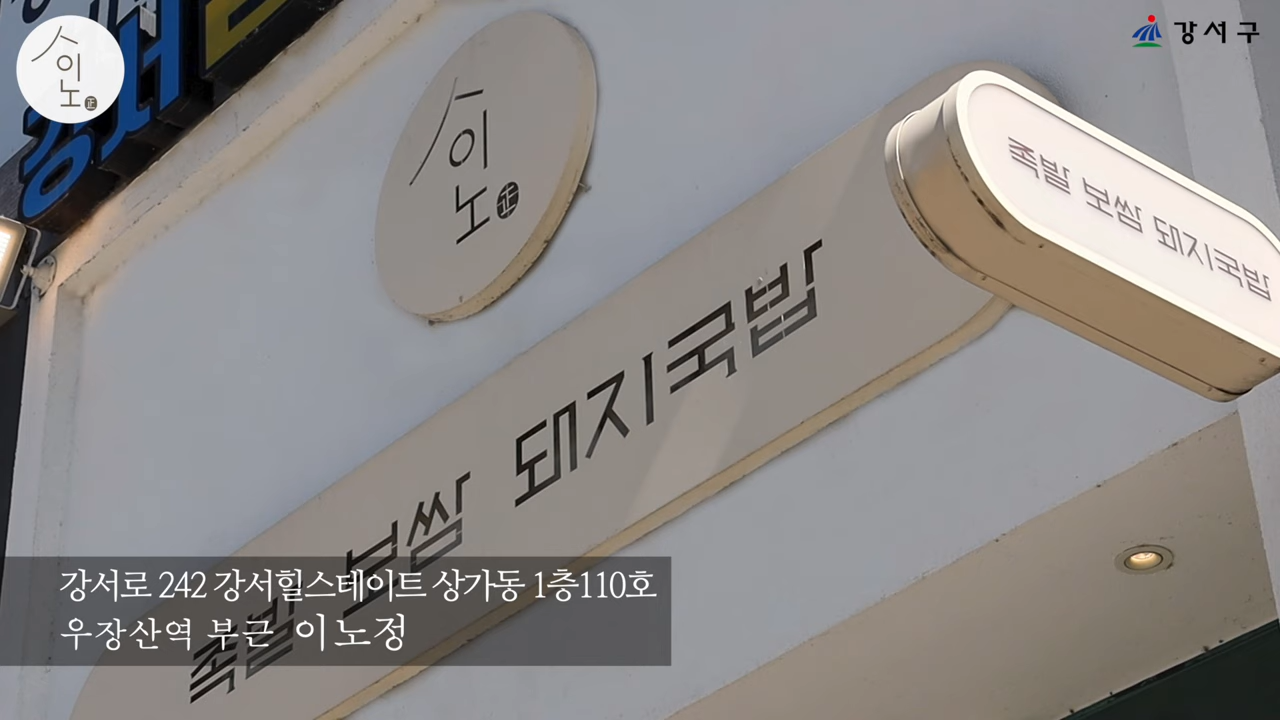 이노
正
강서구
이노
正
족발 보쌈 돼지국밥
족발 보쌈 돼지국밥
강서로 242 강서힐스테이트 상가동 1층110호
우장산역 부근 이노정